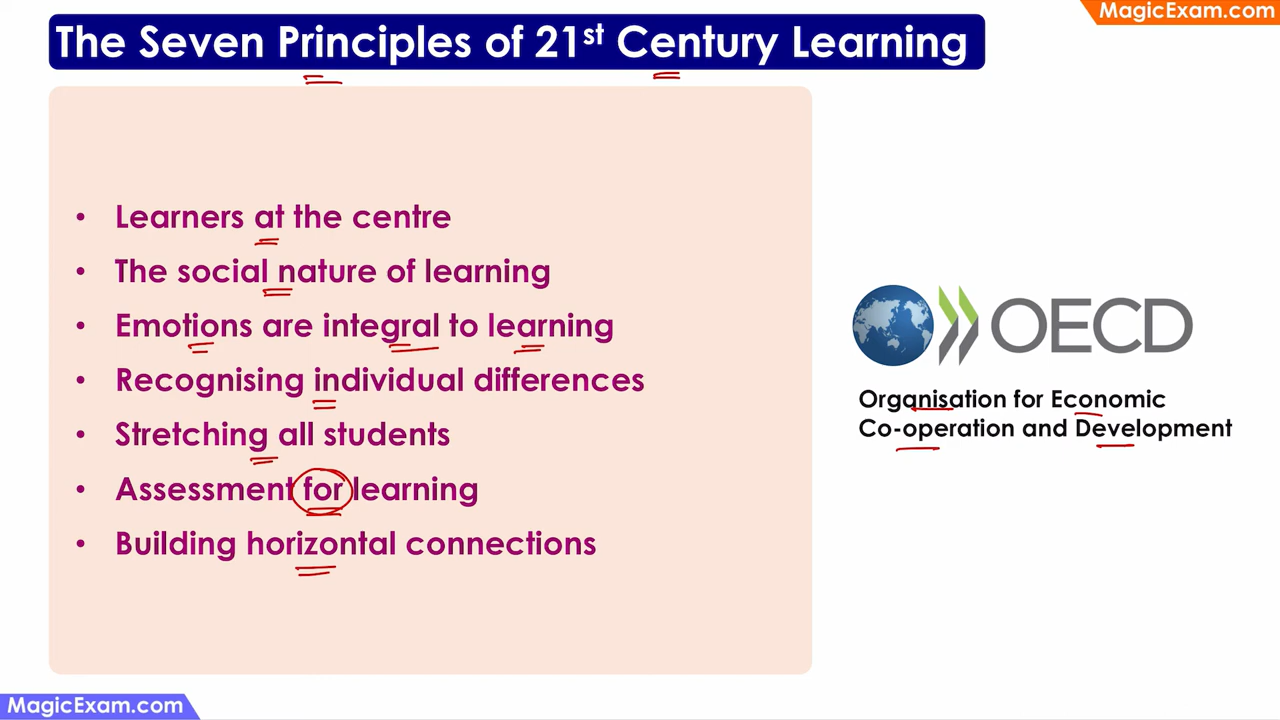 MagicExam.com
The Seven Principles of 21st Century Learning
• Learners at the centre
• The social nature of learning
• Emotions are integral to learning
• Recognising individual differences
• Stretching all students
• Assessment for learning
• Building horizontal connections
OECD
Organisation for Economic
Co-operation and Development
MagicExam.com